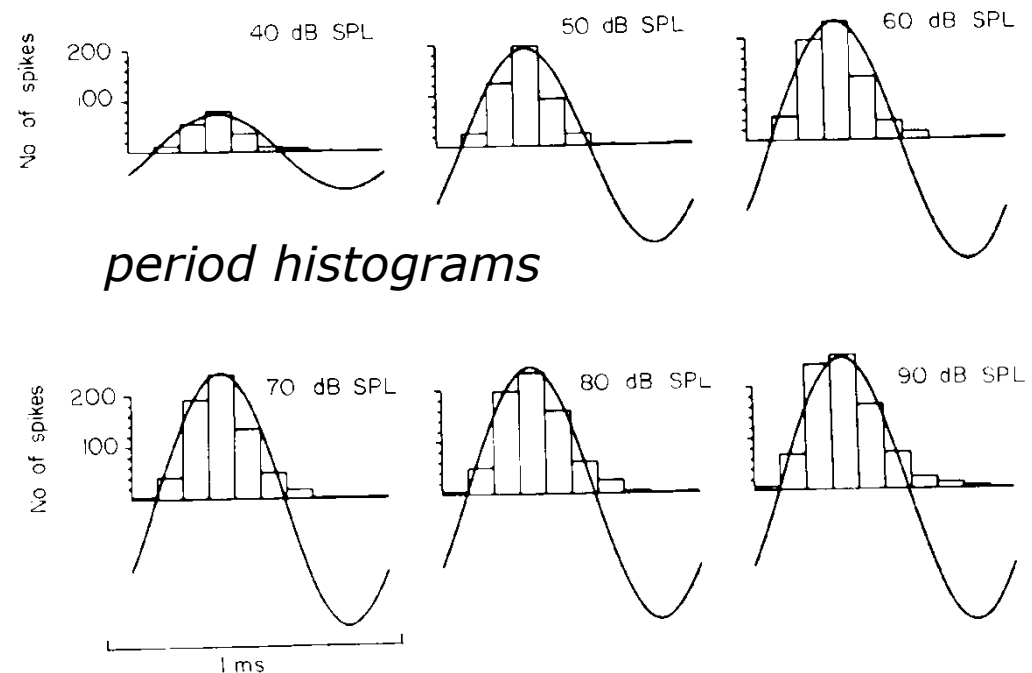 40 dB SPL
50 dB SPL
60 dB SPL
No of spikes
200
100
period histograms
70 dB SPL
80 dB SPL
90 dB SPL
No of spikes
200
100
1 ms